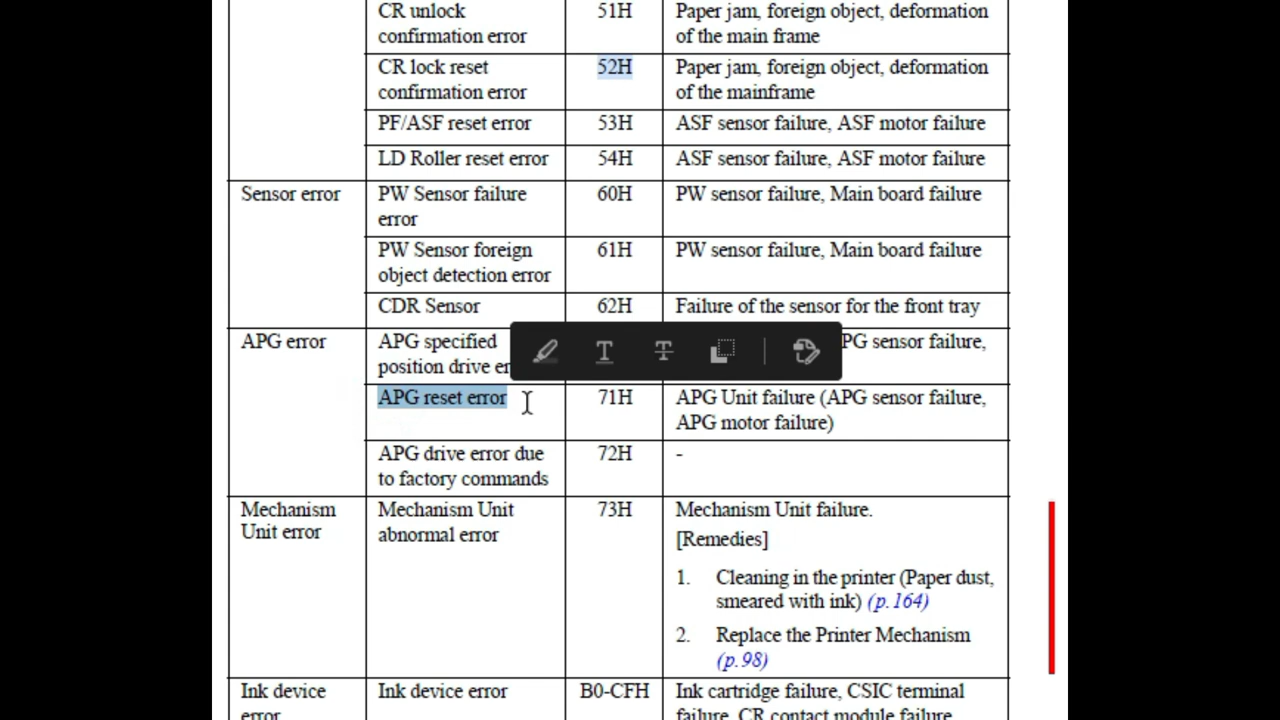 CR unlock
confirmation error
51H
Paper jam, foreign object, deformation
of the main frame
CR lock reset
confirmation error
52H
Paper jam, foreign object, deformation
of the mainframe
PF/ASF reset error
53H
ASF sensor failure, ASF motor failure
LD Roller reset error
54H
ASF sensor failure, ASF motor failure
Sensor error
PW Sensor failure
error
60H
PW sensor failure, Main board failure
PW Sensor foreign
object detection error
61H
PW sensor failure, Main board failure
CDR Sensor
62H
Failure of the sensor for the front tray
APG error
APG specified
position drive
PG sensor failure,
APG reset error
71H
APG Unit failure (APG sensor failure,
APG motor failure)
APG drive error due
to factory commands
72H
-
Mechanism
Unit error
Mechanism Unit
abnormal error
73H
Mechanism Unit failure.
[Remedies]
1. Cleaning in the printer (Paper dust,
smeared with ink) (p.164)
2. Replace the Printer Mechanism
(p.98)
Ink device
error
Ink device error
B0-CFH
Ink cartridge failure, CSIC terminal
failure, CR contact module failure